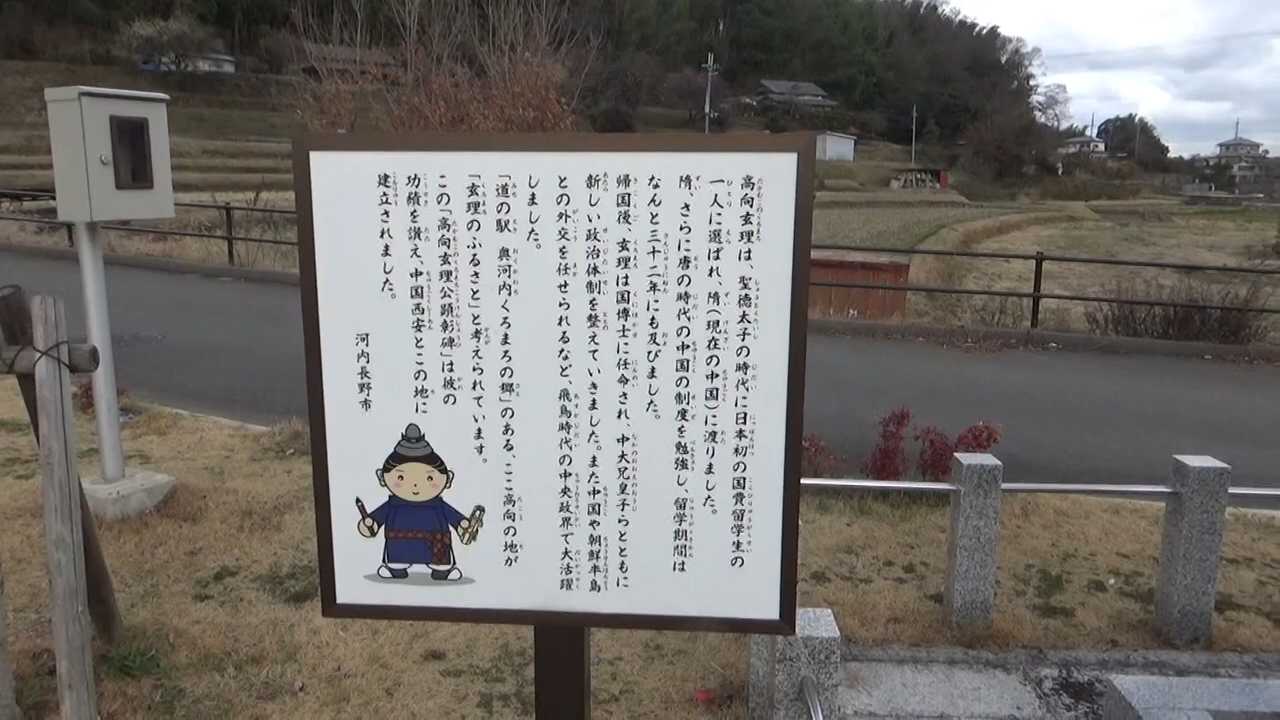 高向玄理は、聖徳太子の時代に日本初の国費留学生の
一人に選ばれ、隋(現在の中国)に渡りました。
隋、さらに唐の時代の中国の制度を勉強し、留学期間は
なんと三十二年にも及びました。
帰国後、玄理は国博士に任命され、中大兄皇子らとともに
新しい政治体制を整えていきました。また中国や朝鮮半島
との外交を任せられるなど、飛鳥時代の中央政界で大活躍
しました。
「道の駅 奥河内くろまろの郷」のある、ここ高向の地が
「玄理のふるさと」と考えられています。
この「高向玄理公顕彰碑」は彼の
功績を讃え、中国西安とこの地に
建立されました。
河内長野市